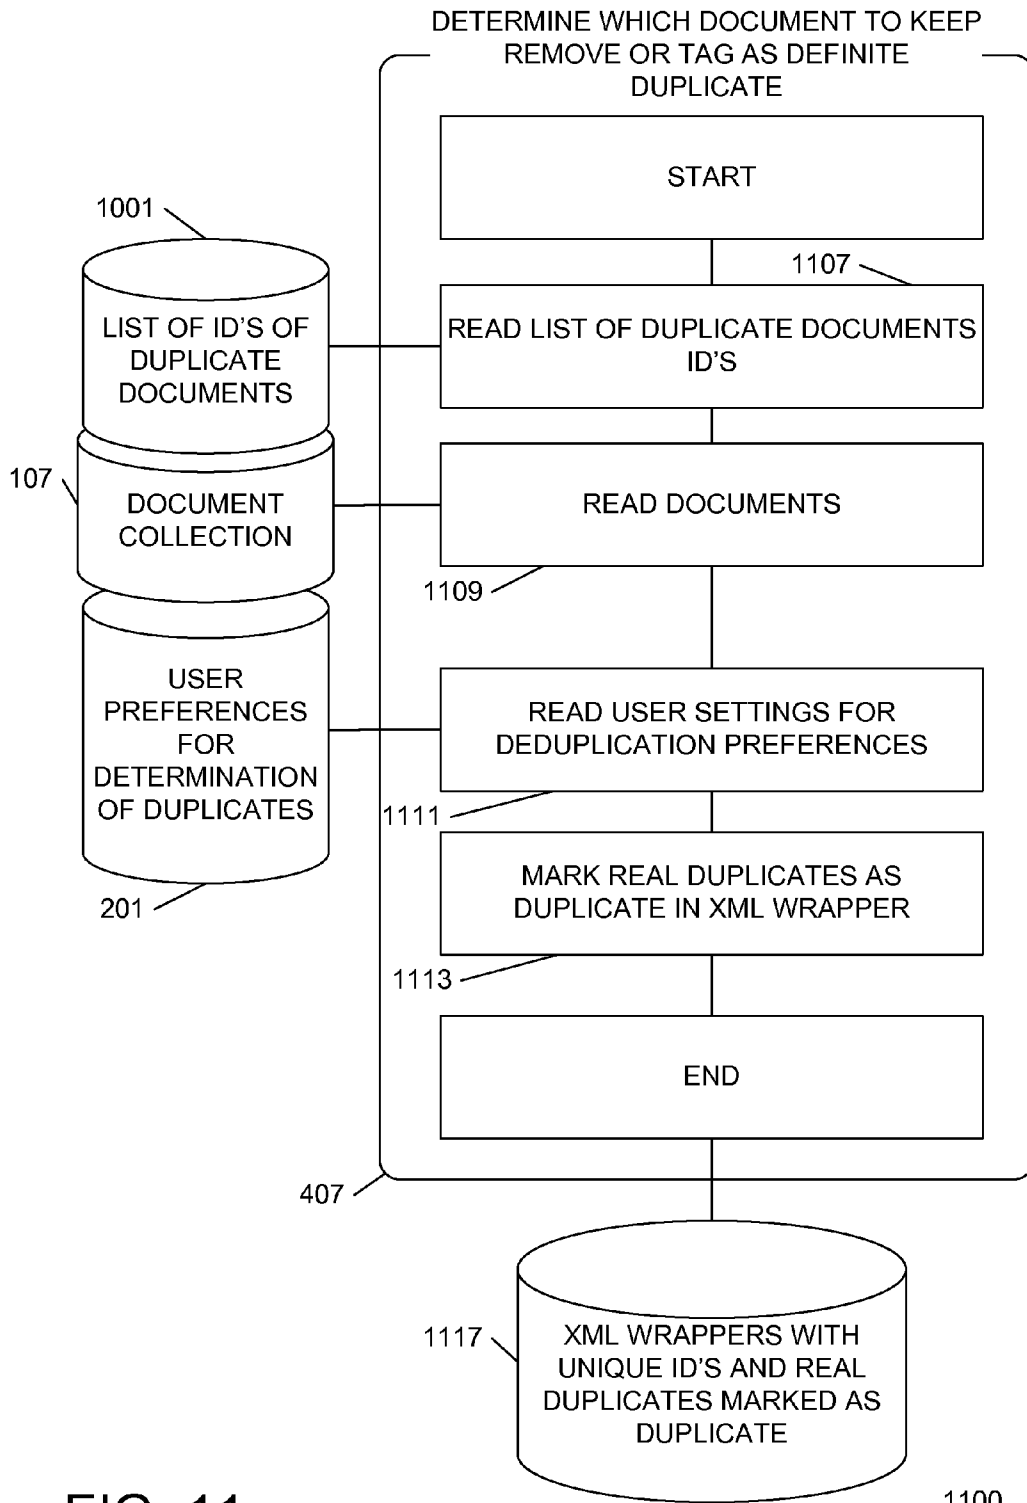 DETERMINE WHICH DOCUMENT TO KEEP
REMOVE OR TAG AS DEFINITE
DUPLICATE
START
1001
1107
LIST OF ID'S OF
DUPLICATE
DOCUMENTS
READ LIST OF DUPLICATE DOCUMENTS
ID'S
107
DOCUMENT
COLLECTION
READ DOCUMENTS
1109
USER
PREFERENCES
FOR
DETERMINATION
OF DUPLICATES
READ USER SETTINGS FOR
DEDUPLICATION PREFERENCES
1111
201
MARK REAL DUPLICATES AS
DUPLICATE IN XML WRAPPER
1113
END
407
1117
XML WRAPPERS WITH
UNIQUE ID'S AND REAL
DUPLICATES MARKED AS
DUPLICATE
FIG. 11
1100